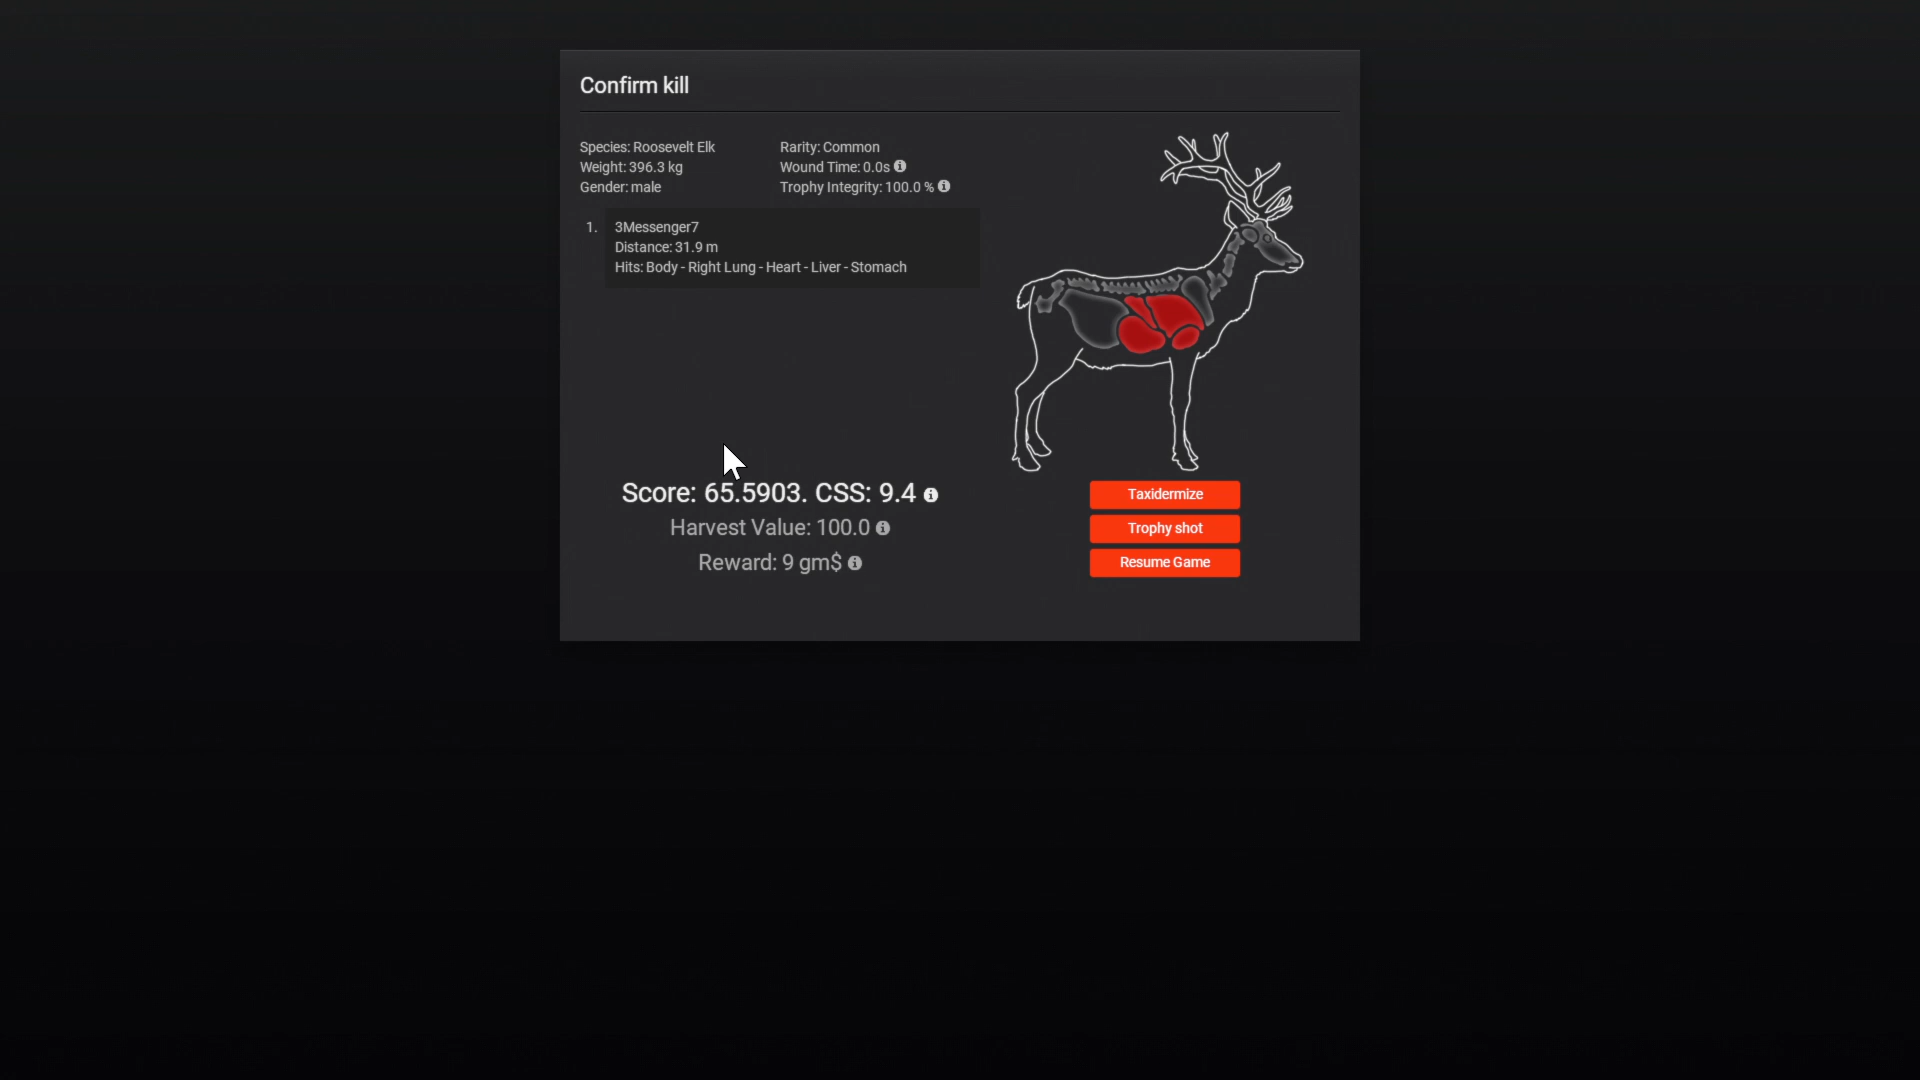 Confirm kill
Species: Roosevelt Elk
Weight: 396.3 kg
Gender: male
Rarity: Common
Wound Time: 0.0s
Trophy Integrity: 100.0 %
1.
3Messenger7
Distance: 31.9 m
Hits: Body - Right Lung - Heart - Liver - Stomach
Score: 65.5903. CSS: 9.4
Harvest Value: 100.0
Reward: 9 gm$
Taxidermize
Trophy shot
Resume Game